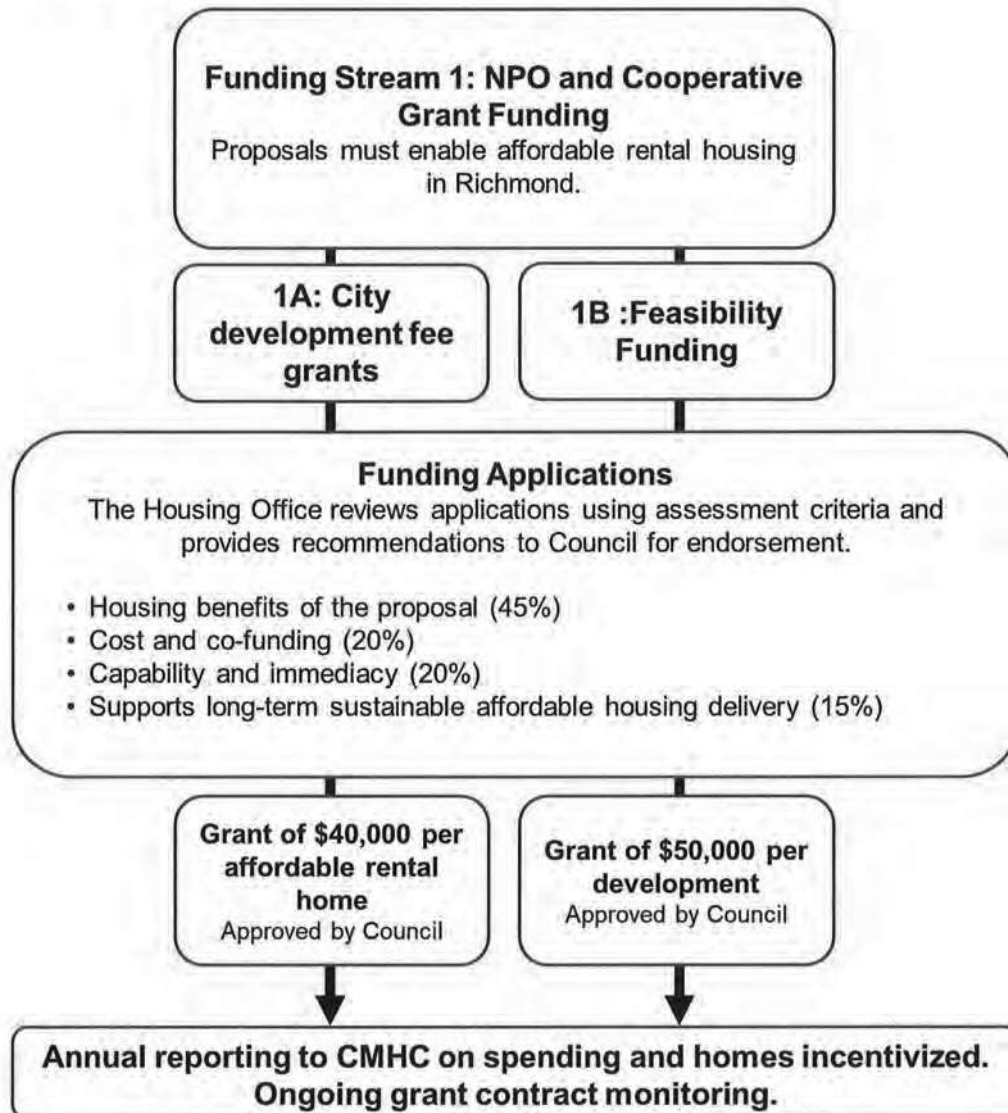 Funding Stream 1: NPO and Cooperative
Grant Funding
Proposals must enable affordable rental housing
in Richmond.
1A: City
development fee
grants
1B :Feasibility
Funding
Funding Applications
The Housing Office reviews applications using assessment criteria and
provides recommendations to Council for endorsement.
• Housing benefits of the proposal (45%)
• Cost and co-funding (20%)
• Capability and immediacy (20%)
• Supports long-term sustainable affordable housing delivery (15%)
Grant of $40,000 per
affordable rental
home
Approved by Council
Grant of $50,000 per
development
Approved by Council
Annual reporting to CMHC on spending and homes incentivized.
Ongoing grant contract monitoring.